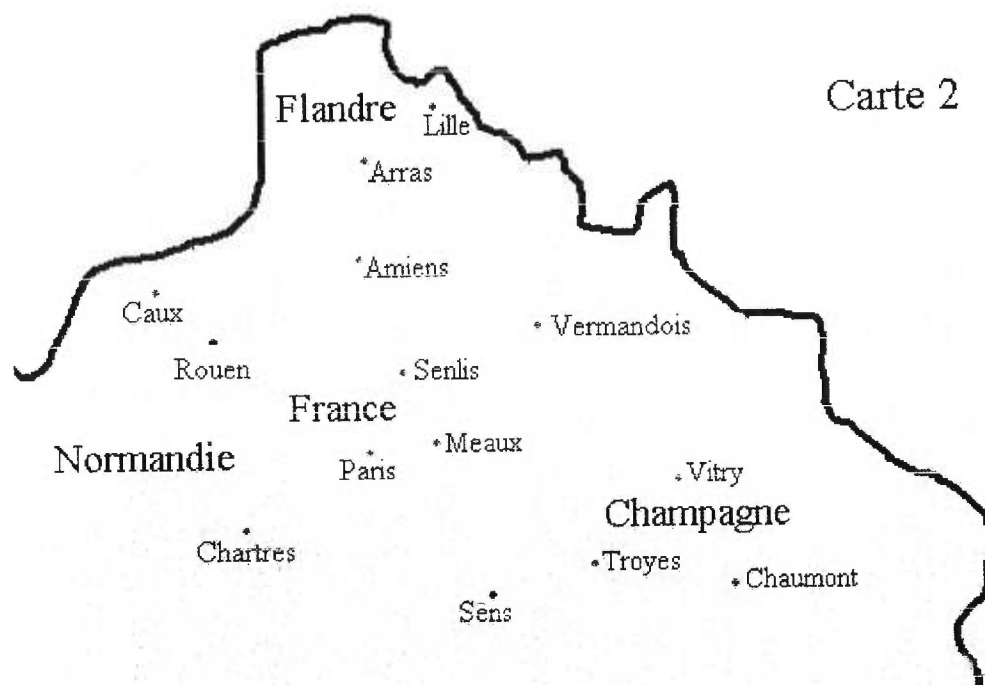 Carte 2
Flandre
Lille
Arras
Amiens
Caux
Vermandois
Rouen
Senlis
France
Meaux
Normandie
Paris
Vitry
Champagne
Chartres
Troyes
Chaumont
Sens